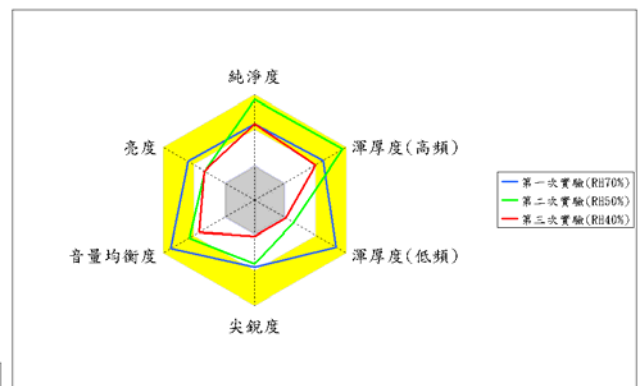 純淨度
亮度
渾厚度(高頻)
第一次實驗(RH70%)
第二次實驗(RH50%)
第三次實驗(RH40%)
音量均衡度
渾厚度(低頻)
尖銳度